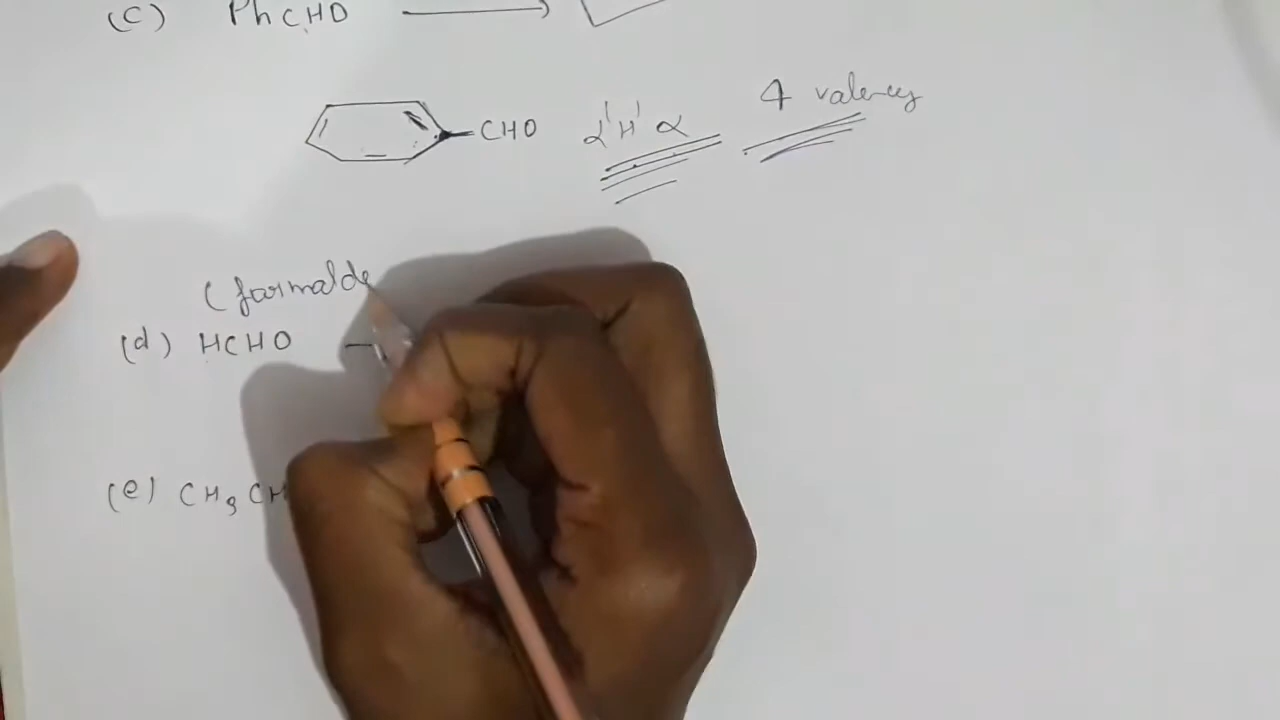 (c) PhCHO ⟶
4 valency
CHO α'H' α
(formalde
(d) HCHO —
(e) CH3CH